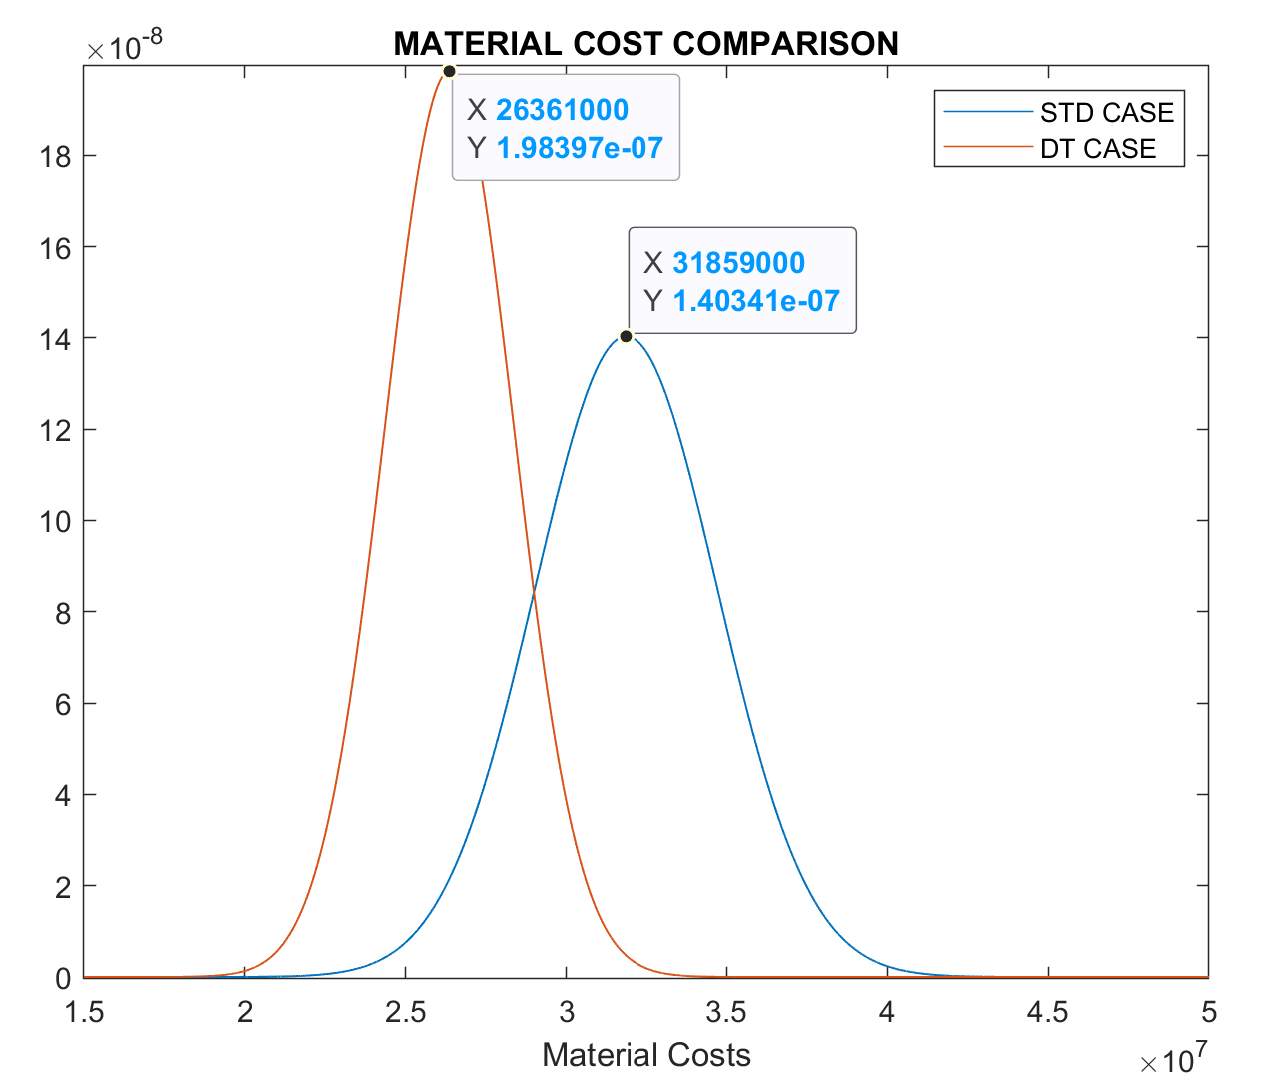 ×10-8
MATERIAL COST COMPARISON
X 26361000
Y 1.98397e-07
STD CASE
DT CASE
X 31859000
Y 1.40341e-07
18
16
14
12
10
8
6
4
2
0
1.5 2 2.5 3 3.5 4 4.5 5
Material Costs
×10^7